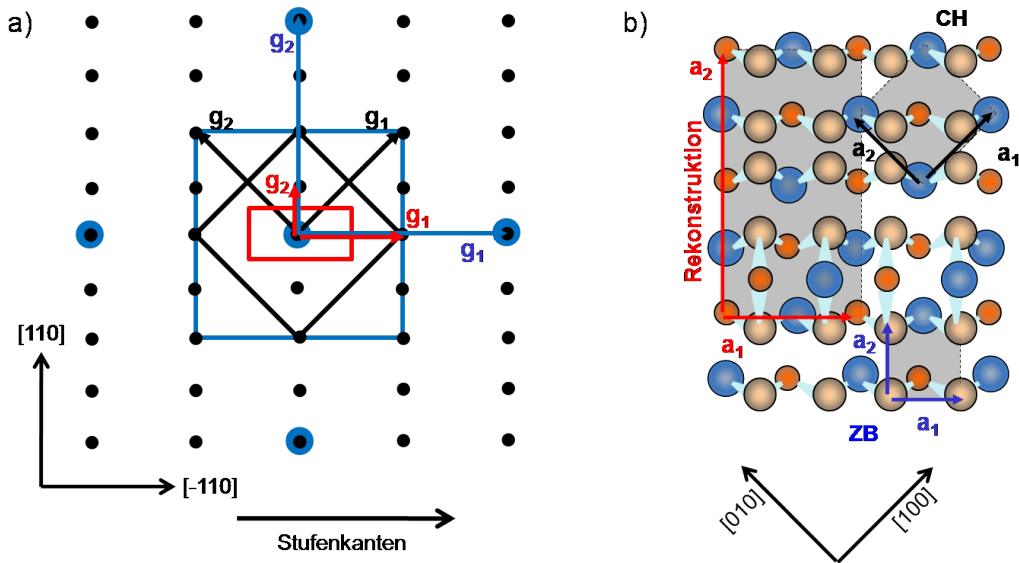 a)
g₂
g₂
g₁
g₂
g₁
g₁
[110]
[-110]
Stufenkanten
b)
CH
a₂
a₂
a₁
Rekonstruktion
a₁
a₂
a₁
ZB
[010]
[100]